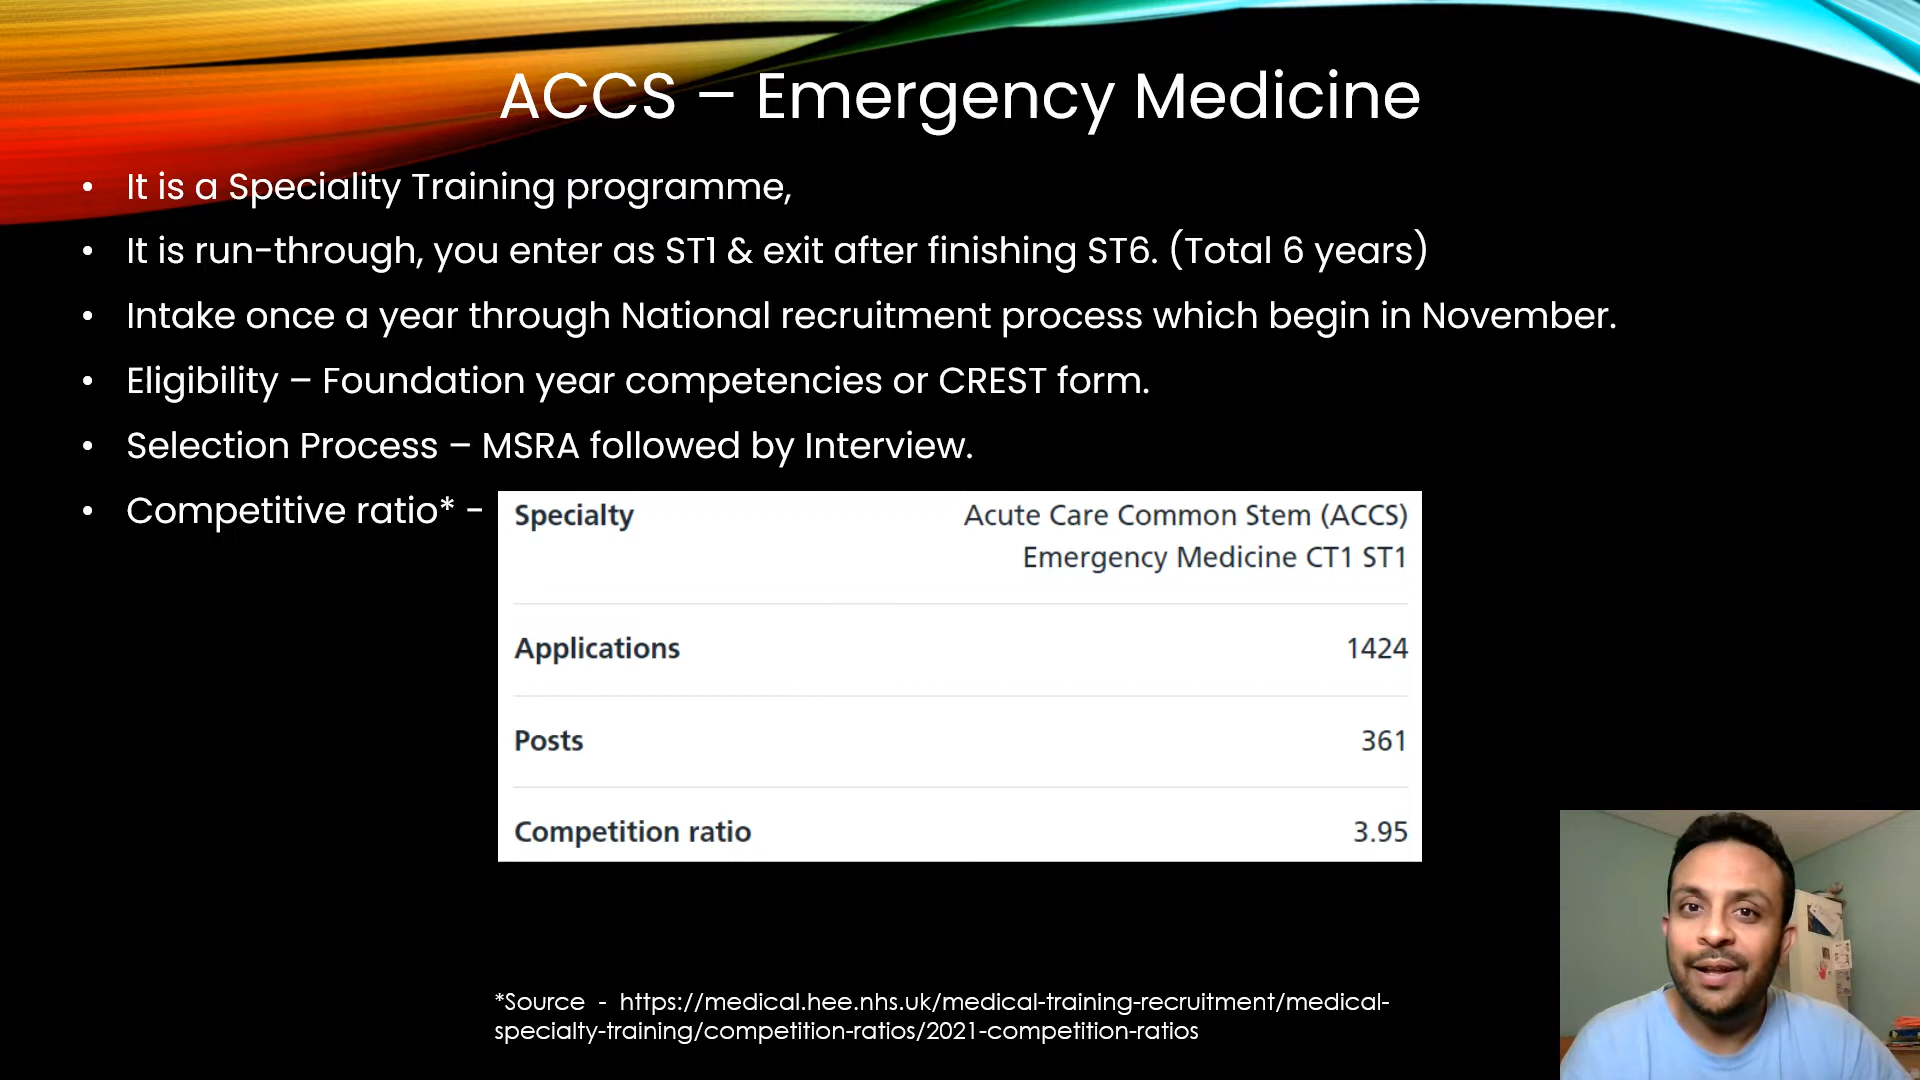 ACCS – Emergency Medicine
• It is a Speciality Training programme,
• It is run-through, you enter as ST1 & exit after finishing ST6. (Total 6 years)
• Intake once a year through National recruitment process which begin in November.
• Eligibility – Foundation year competencies or CREST form.
• Selection Process – MSRA followed by Interview.
• Competitive ratio* -
Specialty Acute Care Common Stem (ACCS)
Emergency Medicine CT1 ST1
Applications 1424
Posts 361
Competition ratio 3.95
*Source - https://medical.hee.nhs.uk/medical-training-recruitment/medical-
specialty-training/competition-ratios/2021-competition-ratios